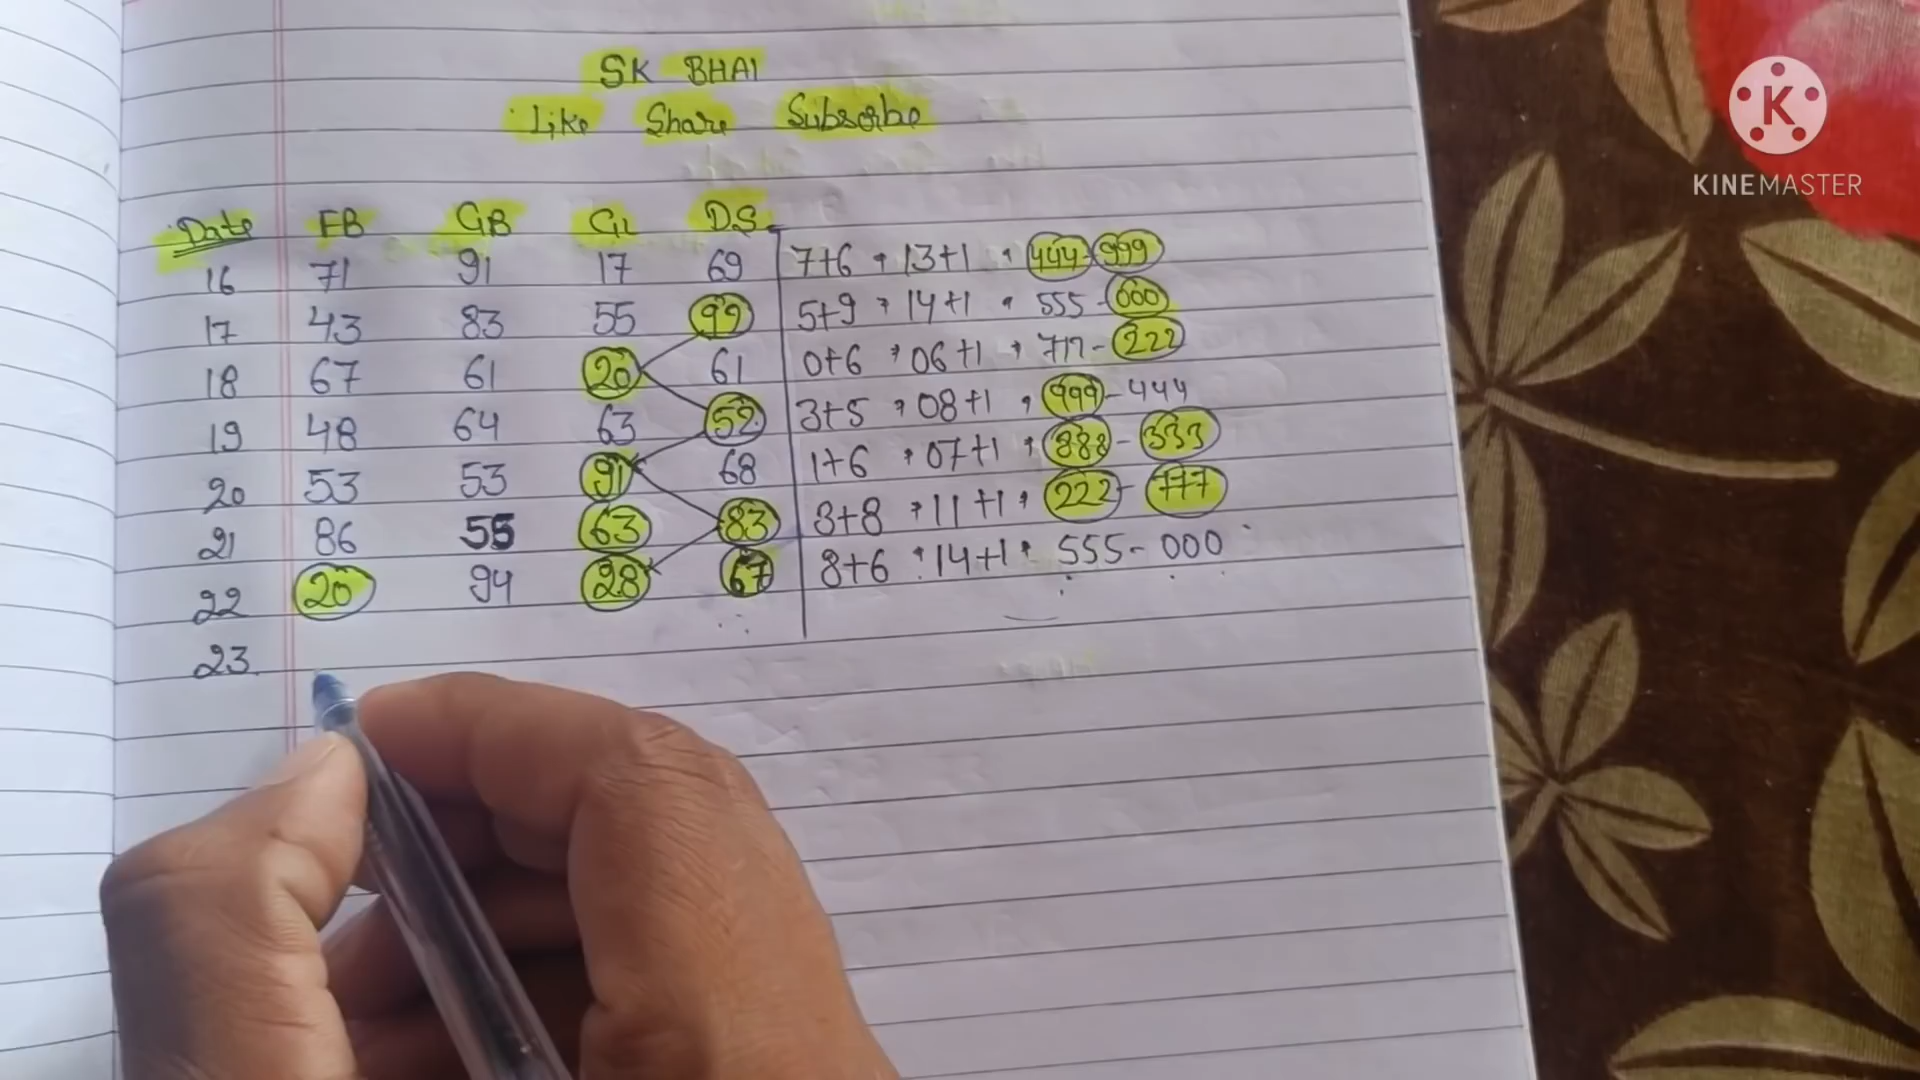 SK BHAI
Like Share Subscribe
KINEMASTER
Date FB GB GL D.S.
16 71 91 17 69 7+6 13+1 444-999
17 43 83 55 99 5+9 14+1 555-000
18 67 61 20 61 0+6 06+1 777-222
19 48 64 63 59 3+5 08+1 999-444
20 53 53 91 68 1+6 07+1 888-333
21 86 55 63 83 3+8 11+1 222-777
22 20 94 28 67 8+6 14+1 555-000
23